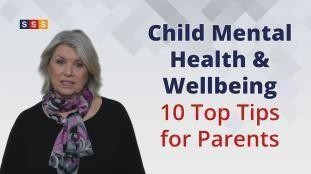 SSS
Child Mental
Health &
Wellbeing
10 Top Tips
for Parents